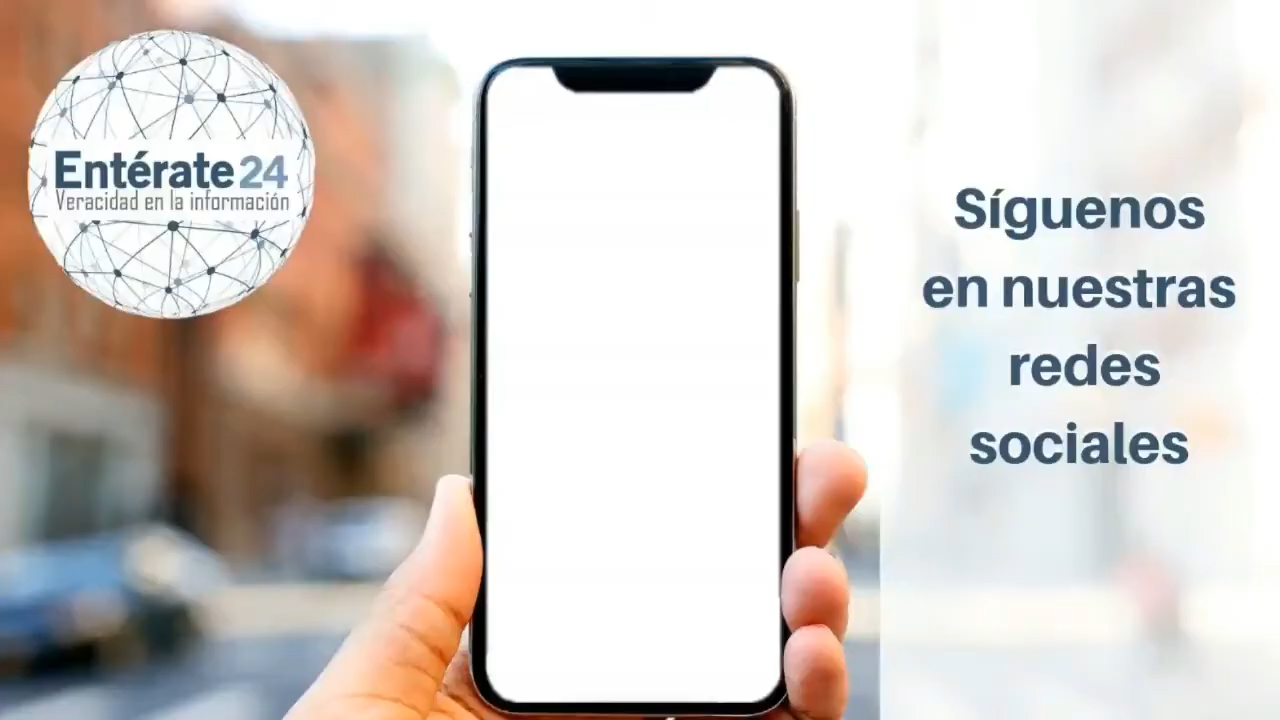 Entérate24
Veracidad en la información
Síguenos
en nuestras
redes
sociales